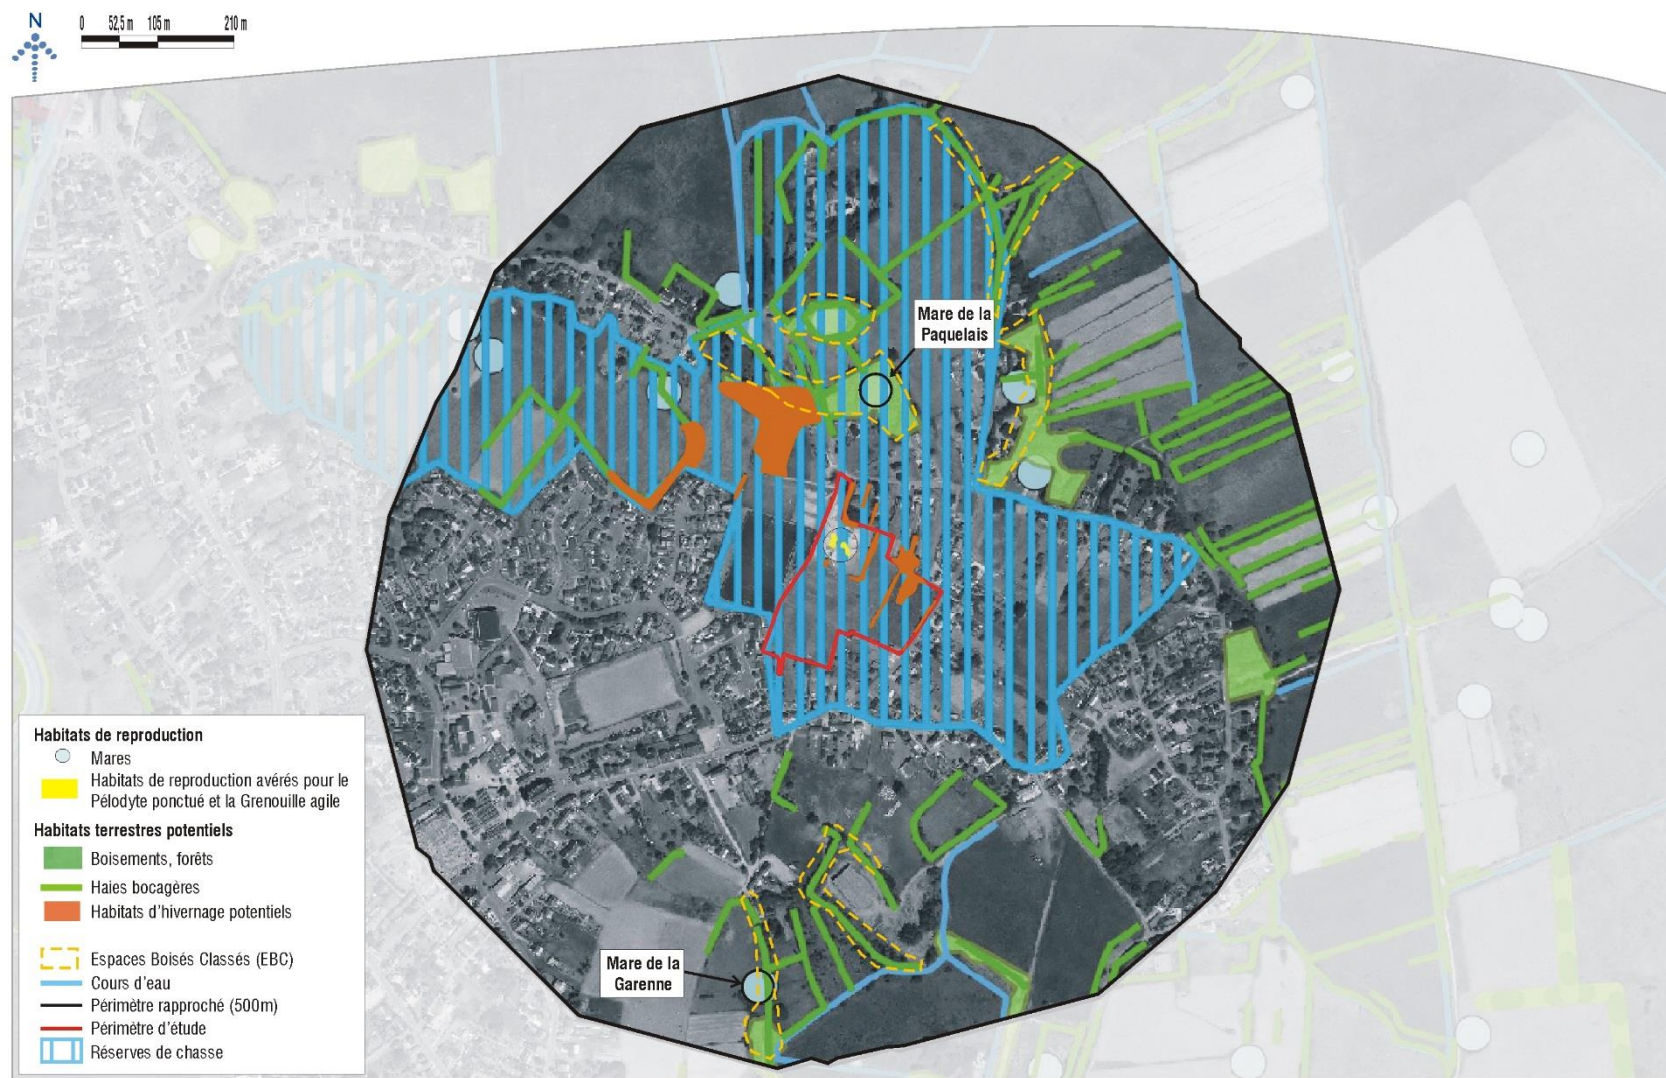 N
0 52,5 m 105 m 210 m
Mare de la
Paquelais
Mare de la
Garenne
Habitats de reproduction
Mares
Habitats de reproduction avérés pour le
Pélodyte ponctué et la Grenouille agile
Habitats terrestres potentiels
Boisements, forêts
Haies bocagères
Habitats d'hivernage potentiels
Espaces Boisés Classés (EBC)
Cours d'eau
Périmètre rapproché (500m)
Périmètre d'étude
Réserves de chasse